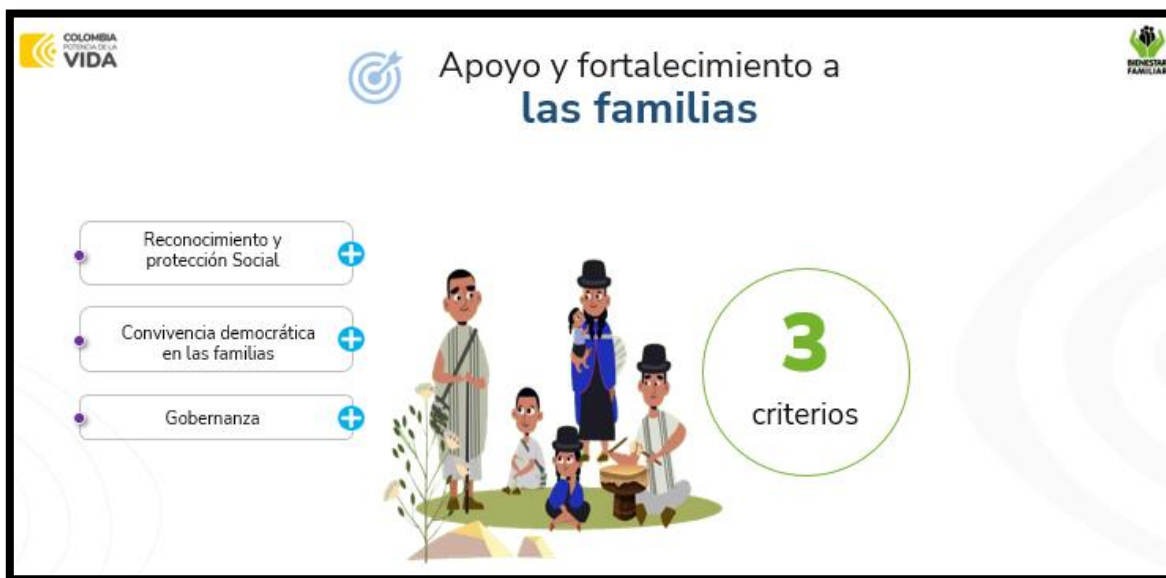 COLOMBIA
POTENCIA DE LA
VIDA
Apoyo y fortalecimiento a
las familias
BIENESTAR
FAMILIAR
Reconocimiento y
protección Social
Convivencia democrática
en las familias
Gobernanza
3
criterios